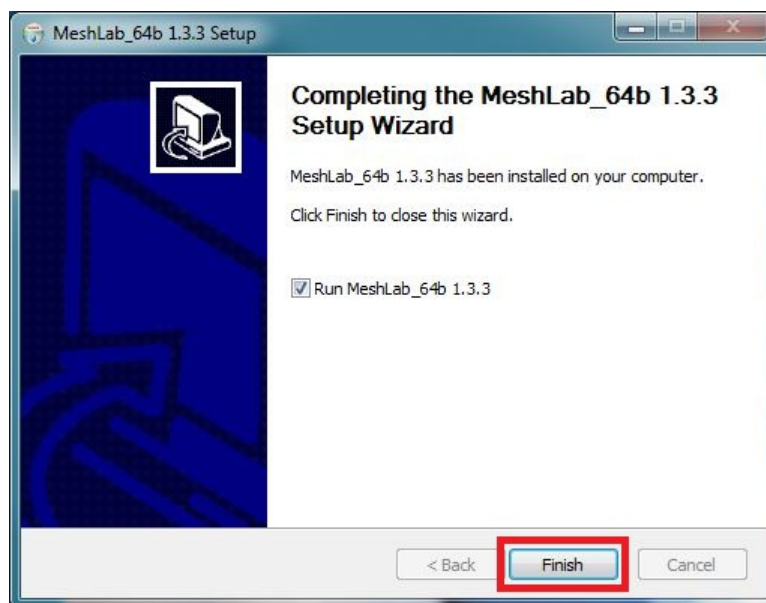 MeshLab_64b 1.3.3 Setup
Completing the MeshLab_64b 1.3.3
Setup Wizard
MeshLab_64b 1.3.3 has been installed on your computer.
Click Finish to close this wizard.
Run MeshLab_64b 1.3.3
< Back Finish Cancel